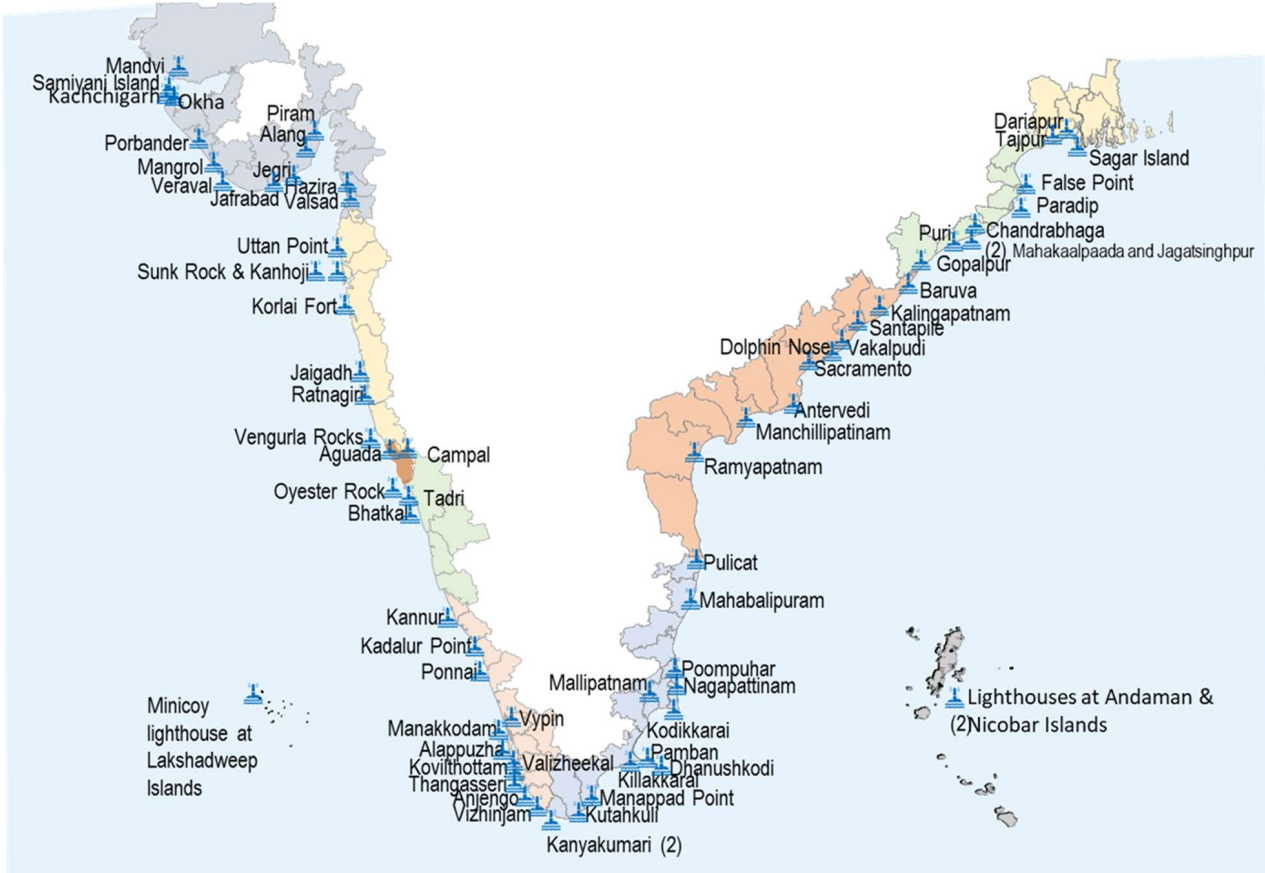 Mandvi
Samiyani Island
Kachchigarh
Okha
Piram
Alang
Porbander
Mangrol
Jegri
Veraval
Hazira
Jafrabad
Valsad
Uttan Point
Sunk Rock & Kanhoji
Korlai Fort
Jaigadh
Ratnagiri
Vengurla Rocks
Aguada
Campal
Oyester Rock
Tadri
Bhatkal
Kannur
Kadalur Point
Ponnai
Vypin
Manakkodam
Alappuzha
Valizheekal
Kovilthottam
Thangasseri
Anjengo
Vizhinjam
Kanyakumari (2)
Kutahkuli
Manappad Point
Killakkarai
Dhanushkodi
Pamban
Kodikkarai
Mallipatnam
Nagapattinam
Poompuhar
Mahabalipuram
Pulicat
Ramyapatnam
Manchillipatinam
Antervedi
Sacramento
Dolphin Nose
Vakalpudi
Santapile
Kalingapatnam
Baruva
Gopalpur
(2) Mahakaalpaada and Jagatsinghpur
Puri
Chandrabhaga
Paradip
False Point
Sagar Island
Tajpur
Dariapur
Minicoy
lighthouse at
Lakshadweep
Islands
Lighthouses at Andaman &
(2)Nicobar Islands